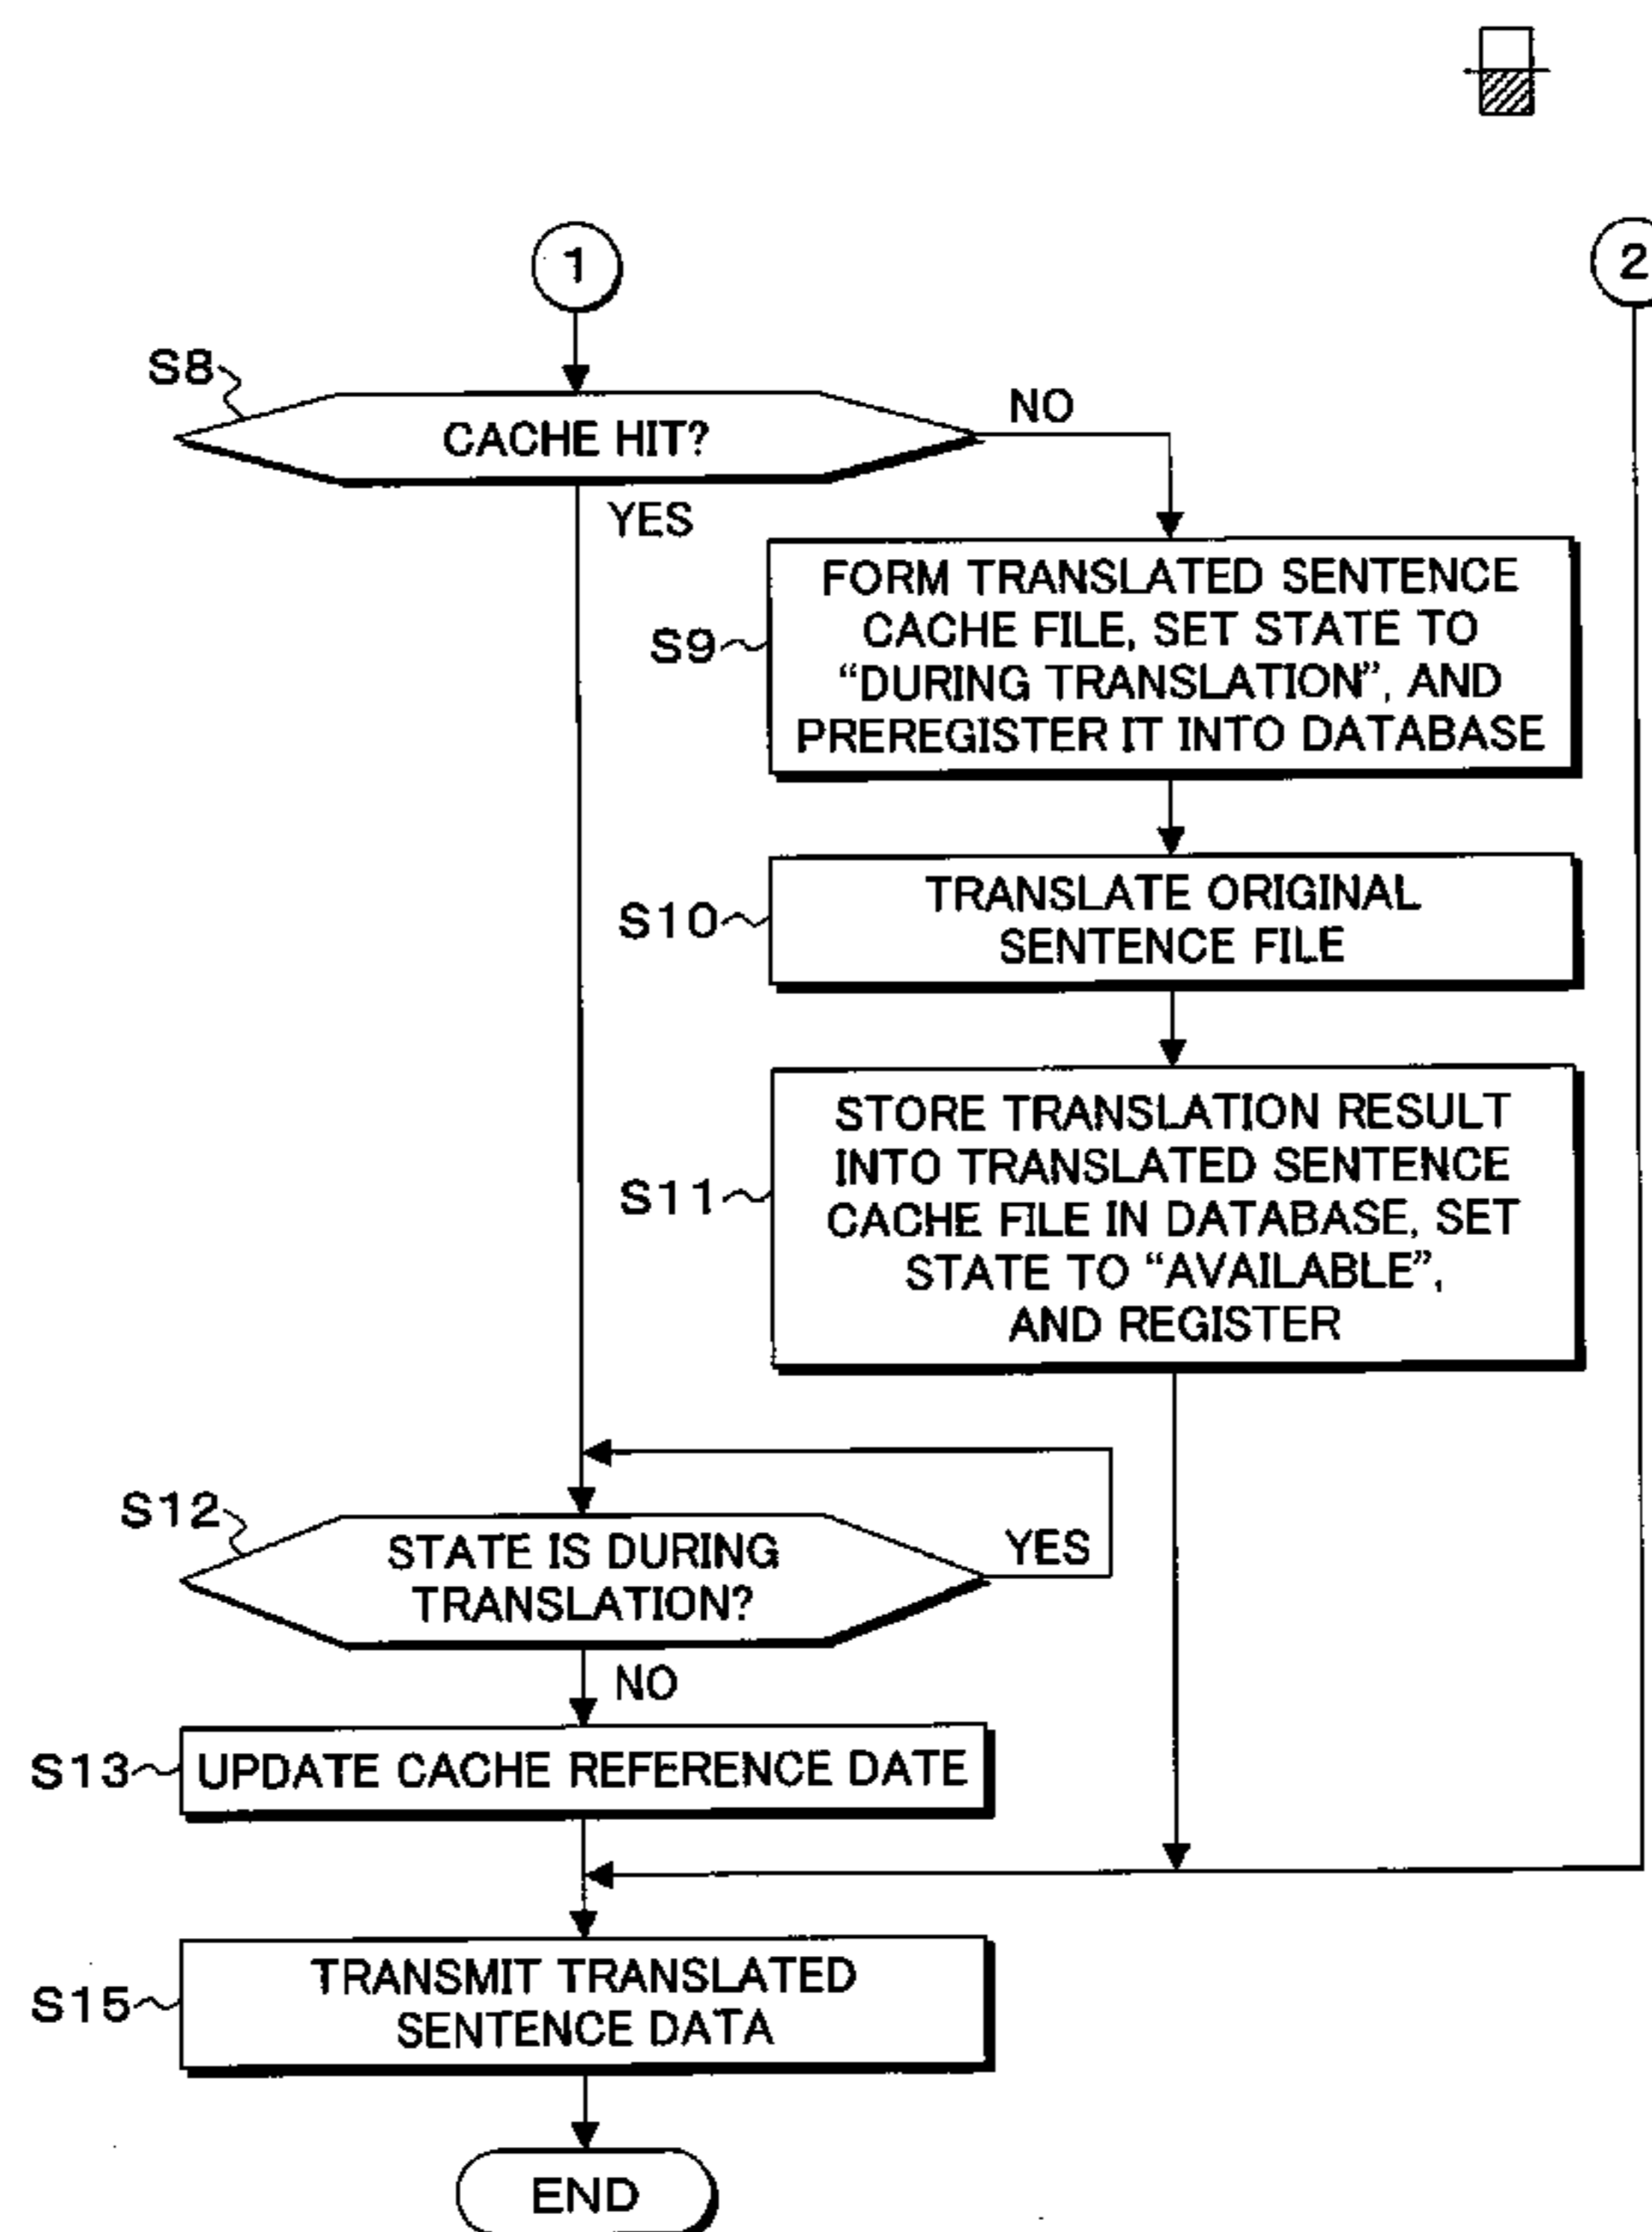 1
2
S8
CACHE HIT?
NO
YES
S9
FORM TRANSLATED SENTENCE
CACHE FILE, SET STATE TO
“DURING TRANSLATION”, AND
PREREGISTER IT INTO DATABASE
S10
TRANSLATE ORIGINAL
SENTENCE FILE
S11
STORE TRANSLATION RESULT
INTO TRANSLATED SENTENCE
CACHE FILE IN DATABASE, SET
STATE TO “AVAILABLE”,
AND REGISTER
S12
STATE IS DURING
TRANSLATION?
YES
NO
S13
UPDATE CACHE REFERENCE DATE
S15
TRANSMIT TRANSLATED
SENTENCE DATA
END